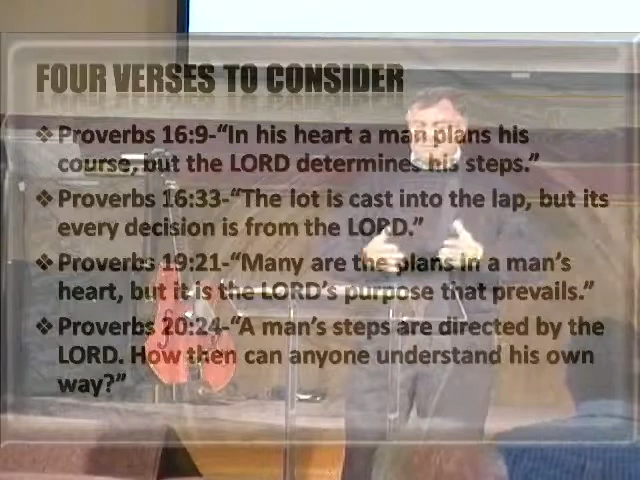 FOUR VERSES TO CONSIDER
❖Proverbs 16:9-“In his heart a man plans his
course, but the LORD determines his steps.”
❖Proverbs 16:33-“The lot is cast into the lap, but its
every decision is from the LORD.”
❖Proverbs 19:21-“Many are the plans in a man’s
heart, but it is the LORD’s purpose that prevails.”
❖Proverbs 20:24-“A man’s steps are directed by the
LORD. How then can anyone understand his own
way?”